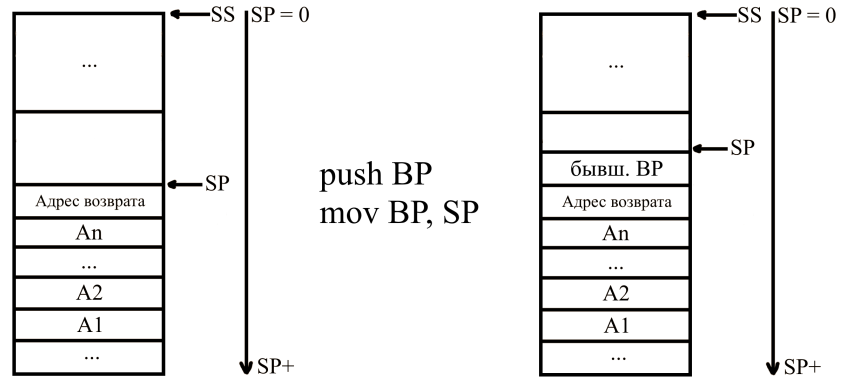 SS
SP = 0
...
SP
Адрес возврата
An
...
A2
A1
...
SP+
push BP
mov BP, SP
SS
SP = 0
...
SP
бывш. BP
Адрес возврата
An
...
A2
A1
...
SP+